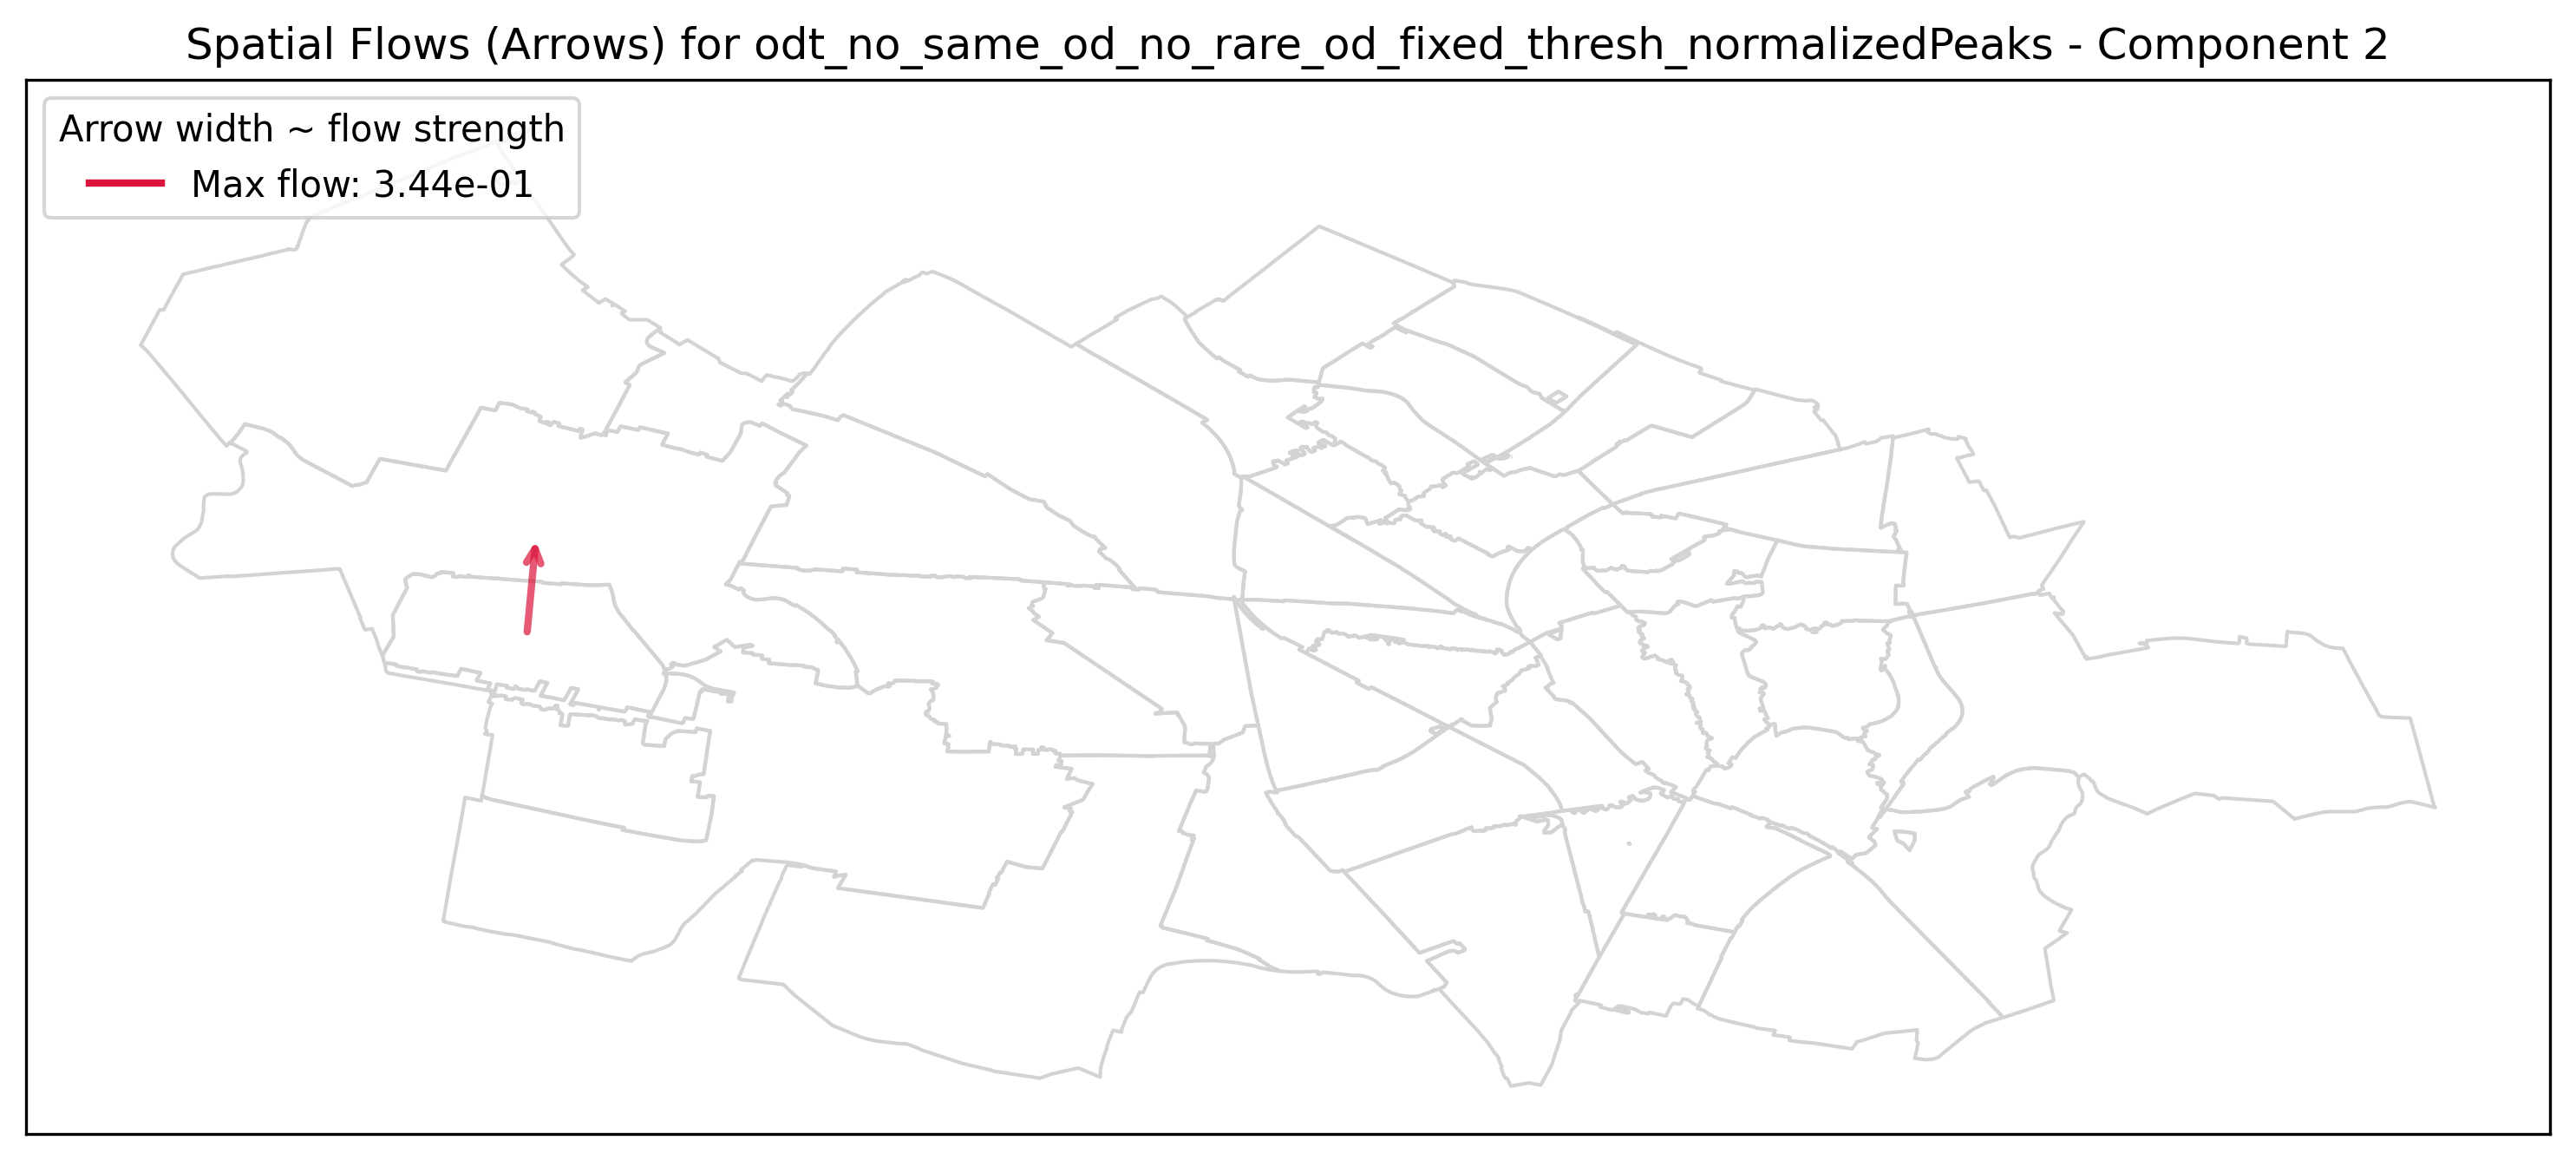 Spatial Flows (Arrows) for odt_no_same_od_no_rare_od_fixed_thresh_normalizedPeaks - Component 2
Arrow width ~ flow strength
Max flow: 3.44e-01